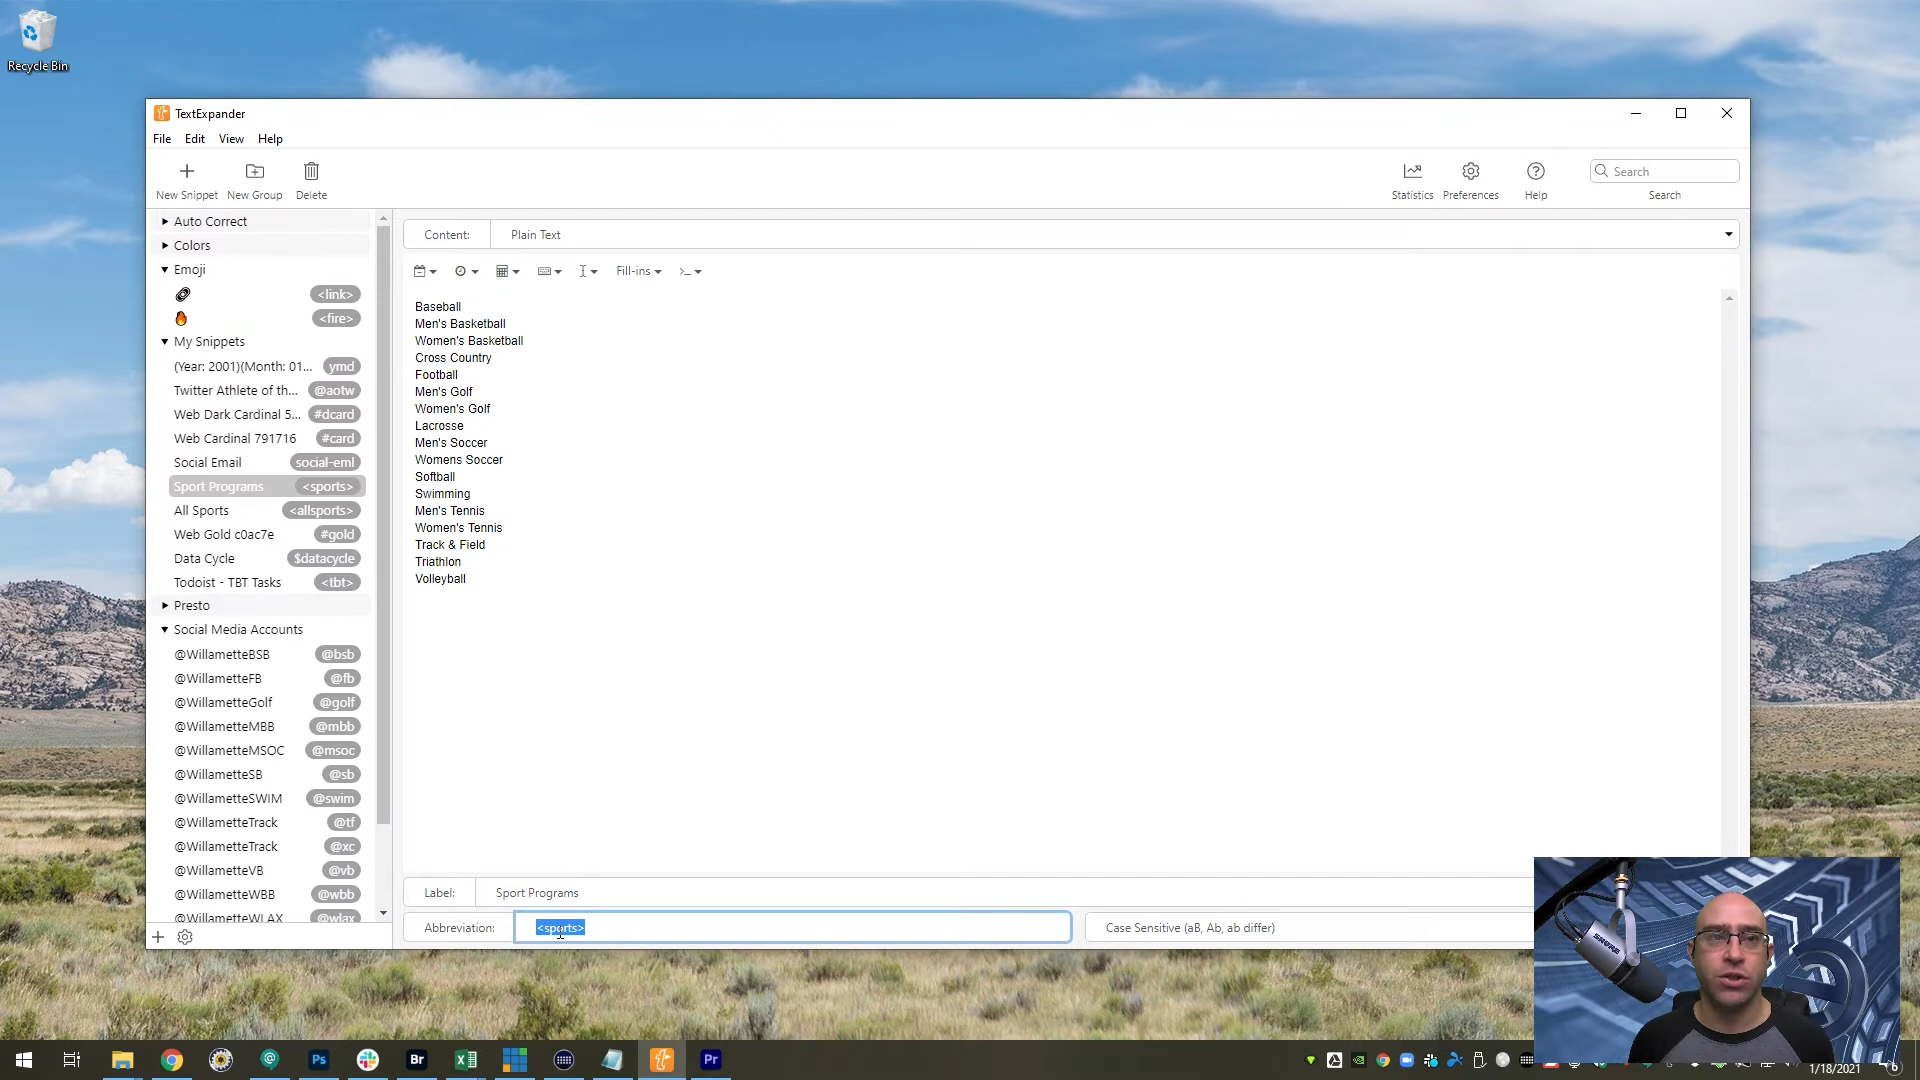 Recycle Bin
TextExpander
File Edit View Help
New Snippet New Group Delete
Statistics Preferences Help
Search
Search
Auto Correct
Colors
Emoji
<link>
<fire>
My Snippets
(Year: 2001)(Month: 01... ymd
Twitter Athlete of th... @aotw
Web Dark Cardinal 5... #dcard
Web Cardinal 791716 #card
Social Email social-eml
Sport Programs <sports>
All Sports <allsports>
Web Gold c0ac7e #gold
Data Cycle $datacycle
Todoist - TBT Tasks <tbt>
Presto
Social Media Accounts
@WillametteBSB @bsb
@WillametteFB @fb
@WillametteGolf @golf
@WillametteMBB @mbb
@WillametteMSOC @msoc
@WillametteSB @sb
@WillametteSWIM @swim
@WillametteTrack @tf
@WillametteTrack @xc
@WillametteVB @vb
@WillametteWBB @wbb
@WillametteWLAX @wlax
Content: Plain Text
Fill-ins
Baseball
Men's Basketball
Women's Basketball
Cross Country
Football
Men's Golf
Women's Golf
Lacrosse
Men's Soccer
Womens Soccer
Softball
Swimming
Men's Tennis
Women's Tennis
Track & Field
Triathlon
Volleyball
Label: Sport Programs
Abbreviation: <sports>
Case Sensitive (aB, Ab, ab differ)
SHURE
Ps
Br
Pr
1/18/2021
6